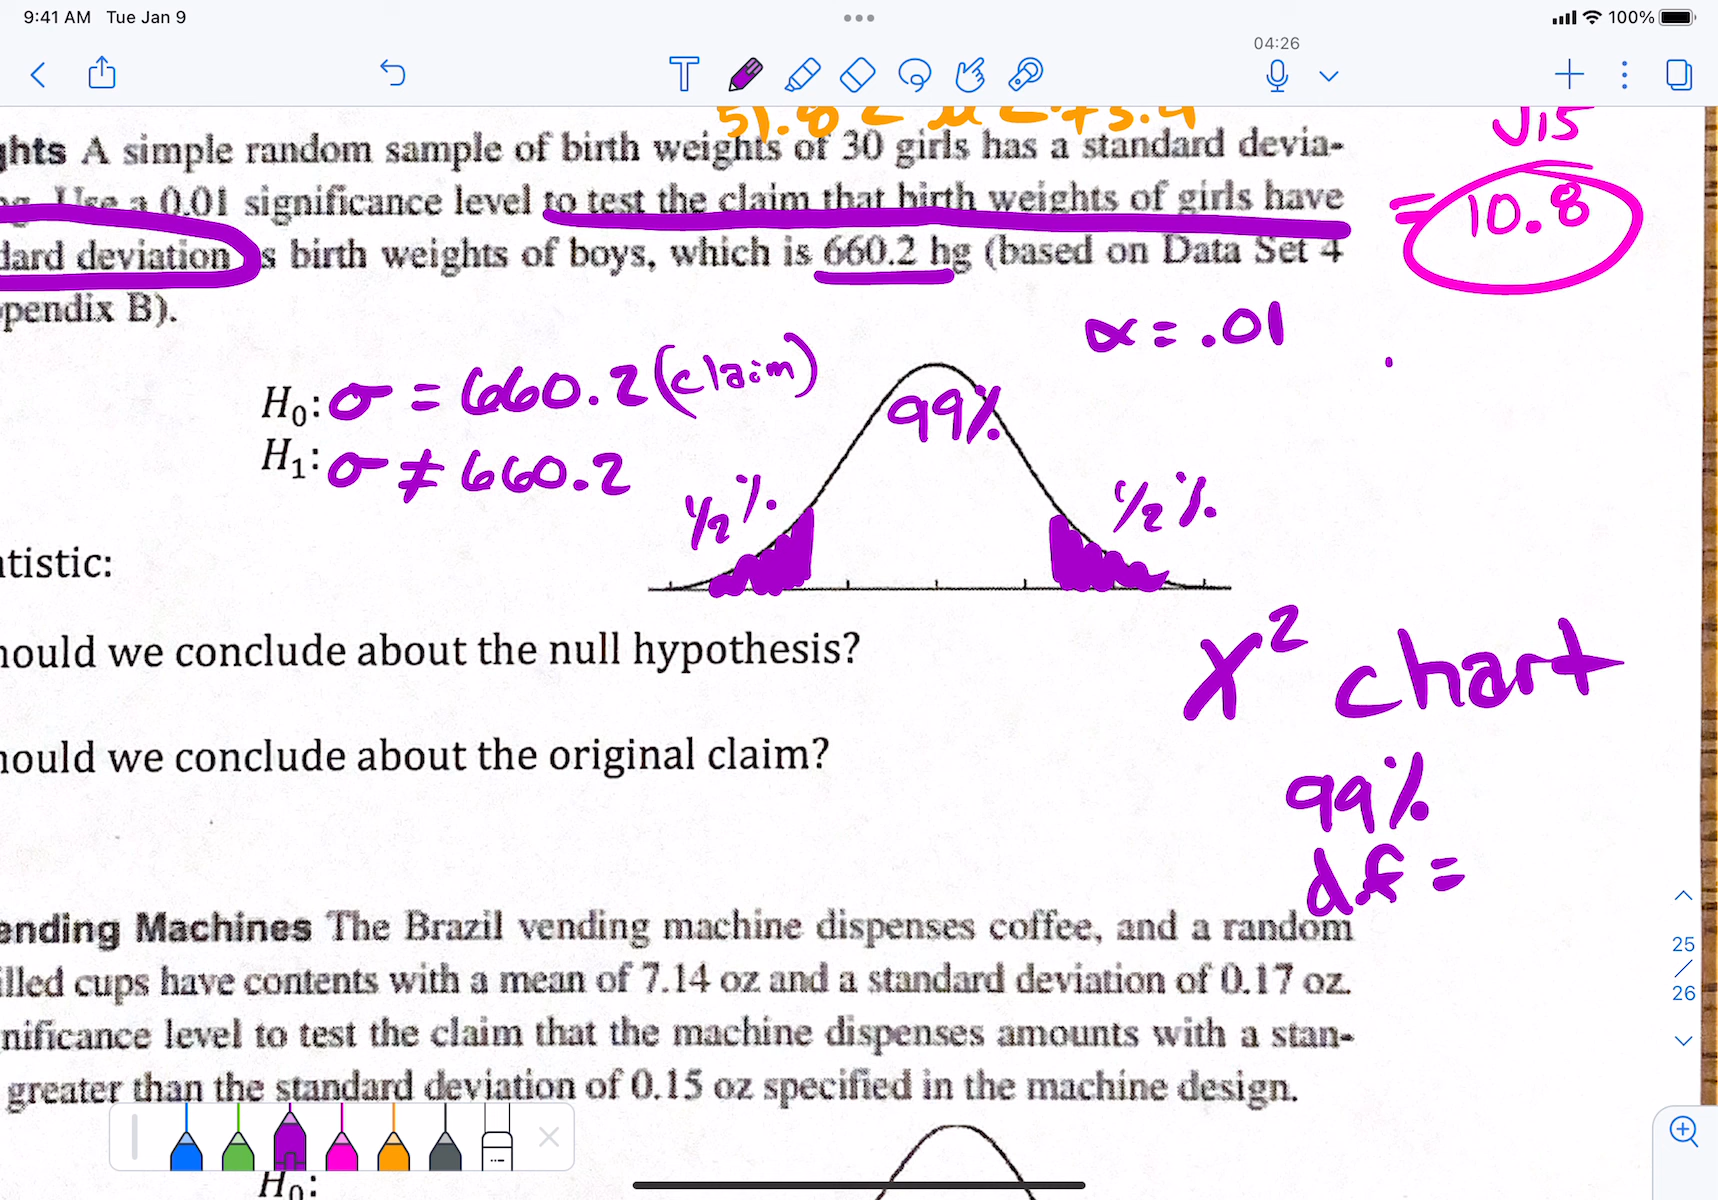 9:41 AM Tue Jan 9
100%
04:26
√15
ghts A simple random sample of birth weights of 30 girls has a standard devia-
Use a 0.01 significance level to test the claim that birth weights of girls have
= 10.8
dard deviation s birth weights of boys, which is 660.2 hg (based on Data Set 4
pendix B).
α = .01
H₀: σ = 660.2 (claim)
99%
H₁: σ ≠ 660.2
½% ½%
tistic:
hould we conclude about the null hypothesis?
X² chart
hould we conclude about the original claim?
99%
df =
ending Machines The Brazil vending machine dispenses coffee, and a random
illed cups have contents with a mean of 7.14 oz and a standard deviation of 0.17 oz.
25
/
26
nificance level to test the claim that the machine dispenses amounts with a stan-
greater than the standard deviation of 0.15 oz specified in the machine design.
H₀: